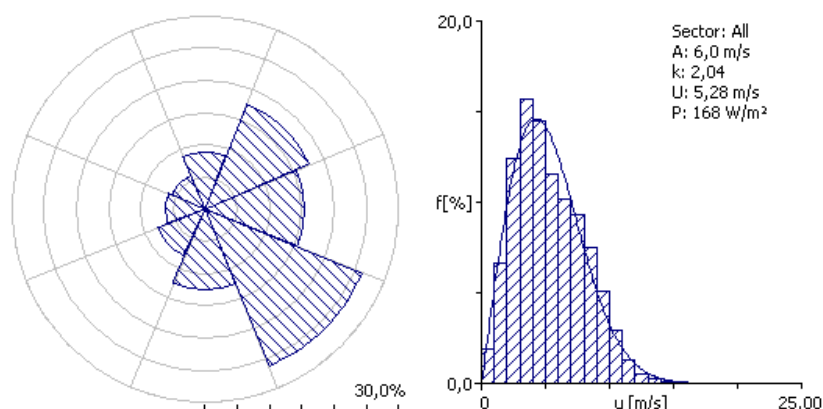 30,0%
20,0
f[%]
0,0
0
u [m/s]
25,00
Sector: All
A: 6,0 m/s
k: 2,04
U: 5,28 m/s
P: 168 W/m²